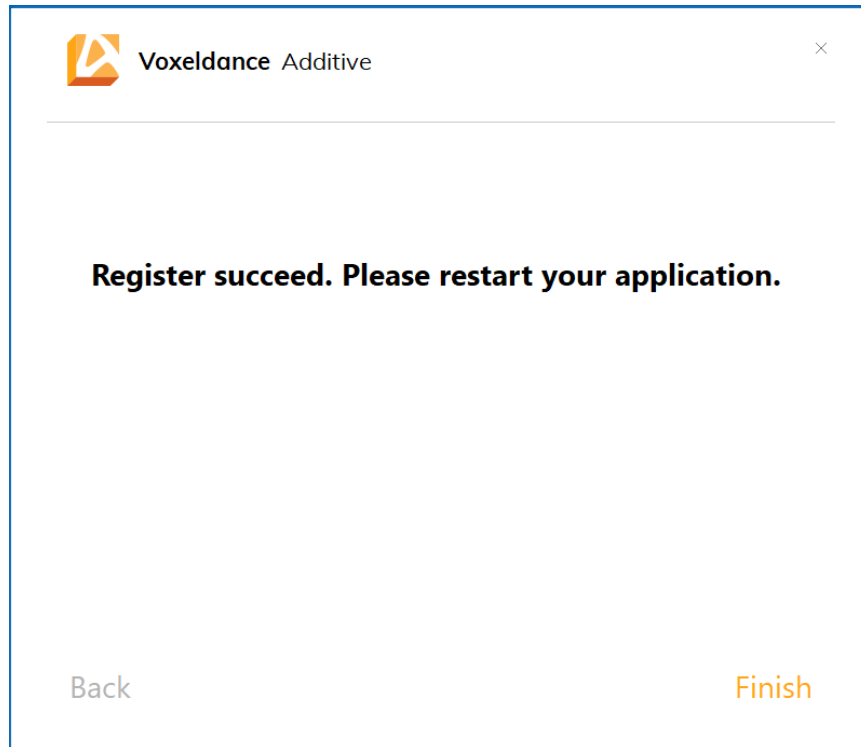 Voxeldance Additive
Register succeed. Please restart your application.
Back
Finish